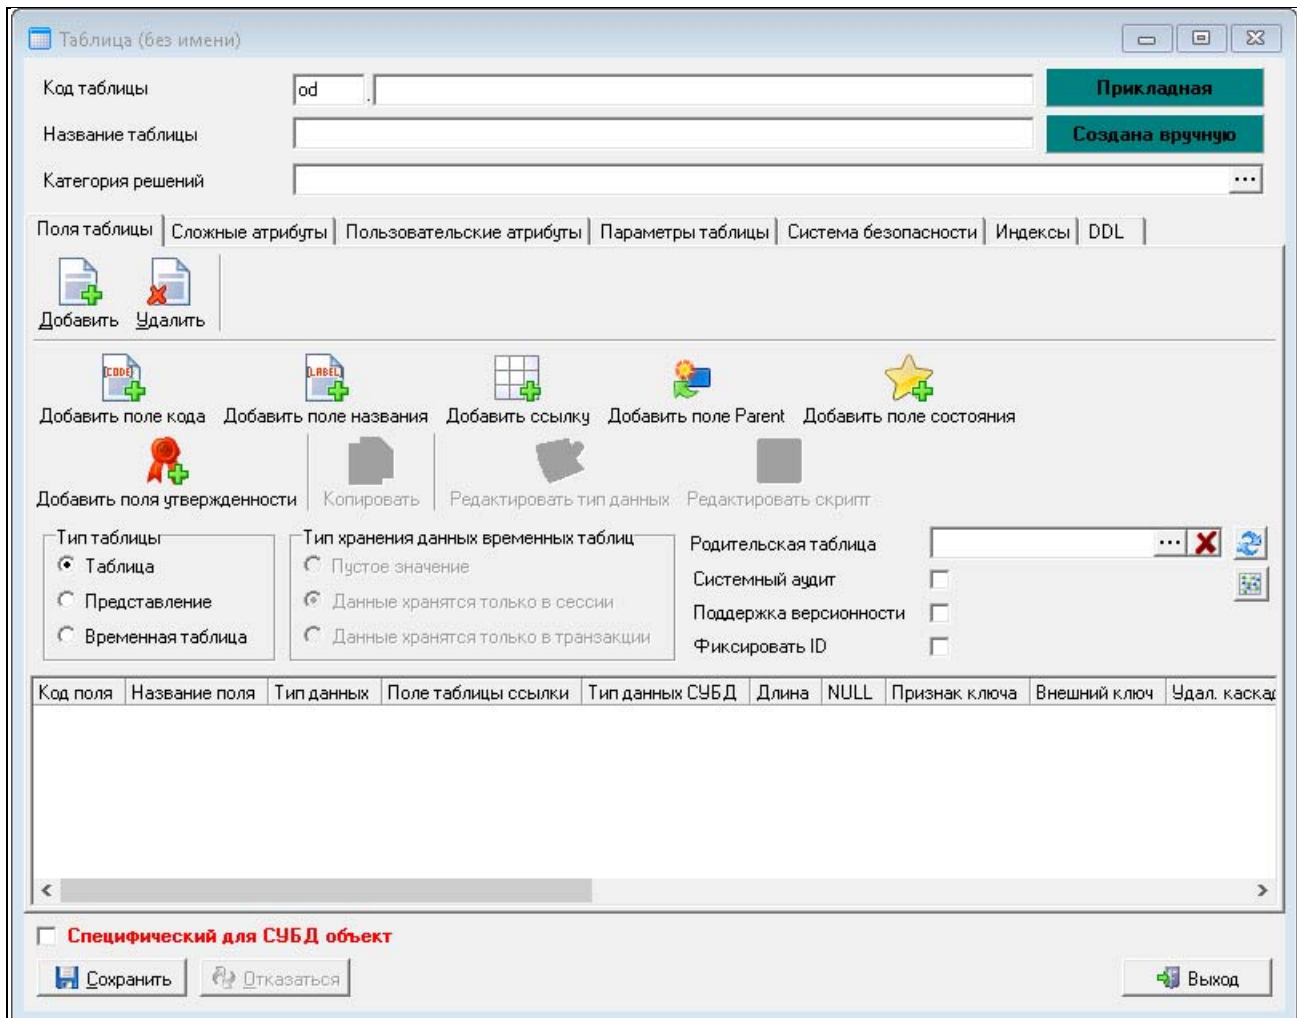 Таблица (без имени)
Код таблицы od . Прикладная
Название таблицы Создана вручную
Категория решений ...
Поля таблицы Сложные атрибуты Пользовательские атрибуты Параметры таблицы Система безопасности Индексы DDL
Добавить Удалить
CODE LABEL
Добавить поле кода Добавить поле названия Добавить ссылку Добавить поле Parent Добавить поле состояния
Добавить поля утвержденности Копировать Редактировать тип данных Редактировать скрипт
Тип таблицы Тип хранения данных временных таблиц Родительская таблица ...
Таблица Пустое значение Системный аудит
Представление Данные хранятся только в сессии Поддержка версионности
Временная таблица Данные хранятся только в транзакции Фиксировать ID
Код поля Название поля Тип данных Поле таблицы ссылки Тип данных СУБД Длина NULL Признак ключа Внешний ключ Удал. каскад
Специфический для СУБД объект
Сохранить Отказаться Выход